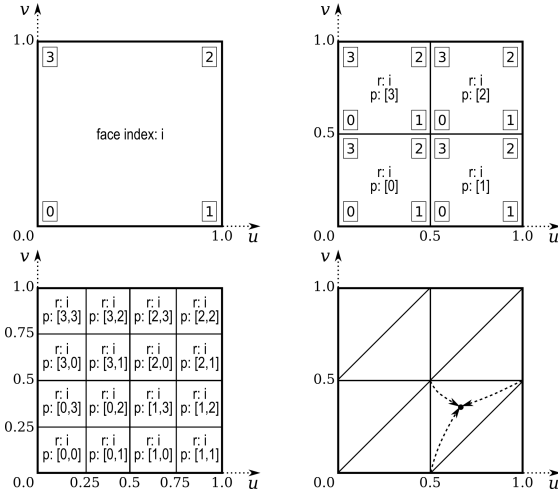 v
1.0
3 2
face index: i
0 1
0.0 1.0
u
v
1.0
3 2 3 2
r: i r: i
p: [3] p: [2]
0 1 0 1
0.5
3 2 3 2
r: i r: i
p: [0] p: [1]
0 1 0 1
0.0 0.5 1.0
u
v
1.0
r: i r: i r: i r: i
p: [3,3] p: [3,2] p: [2,3] p: [2,2]
0.75
r: i r: i r: i r: i
p: [3,0] p: [3,1] p: [2,0] p: [2,1]
0.5
r: i r: i r: i r: i
p: [0,3] p: [0,2] p: [1,3] p: [1,2]
0.25
r: i r: i r: i r: i
p: [0,0] p: [0,1] p: [1,0] p: [1,1]
0.0 0.25 0.5 0.75 1.0
u
v
1.0
0.5
0.0 0.5 1.0
u